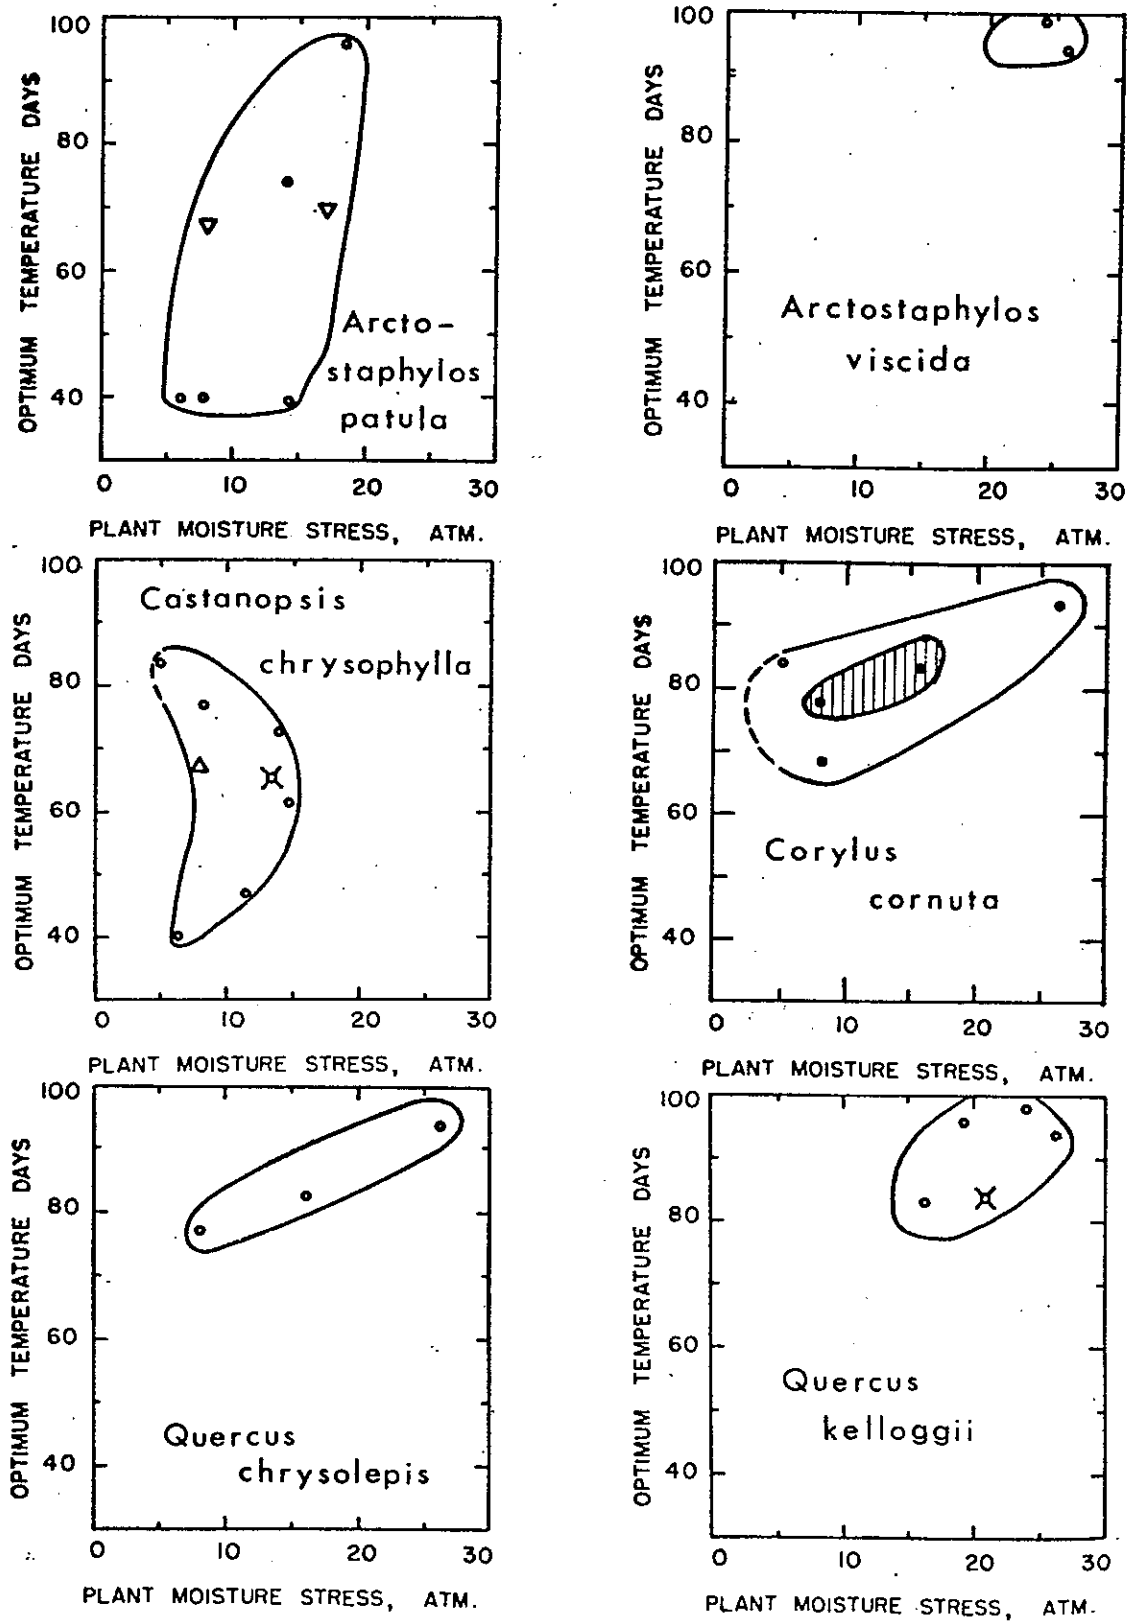 100
80
60
40
OPTIMUM TEMPERATURE DAYS
Arcto-
staphylos
patula
0 10 20 30
PLANT MOISTURE STRESS, ATM.
100
80
60
40
OPTIMUM TEMPERATURE DAYS
Arctostaphylos
viscida
0 10 20 30
PLANT MOISTURE STRESS, ATM.
100
80
60
40
OPTIMUM TEMPERATURE DAYS
Castanopsis
chrysophylla
0 10 20 30
PLANT MOISTURE STRESS, ATM.
100
80
60
40
OPTIMUM TEMPERATURE DAYS
Corylus
cornuta
0 10 20 30
PLANT MOISTURE STRESS, ATM.
100
80
60
40
OPTIMUM TEMPERATURE DAYS
Quercus
chrysolepis
0 10 20 30
PLANT MOISTURE STRESS, ATM.
100
80
60
40
OPTIMUM TEMPERATURE DAYS
Quercus
kelloggii
0 10 20 30
PLANT MOISTURE STRESS, ATM.